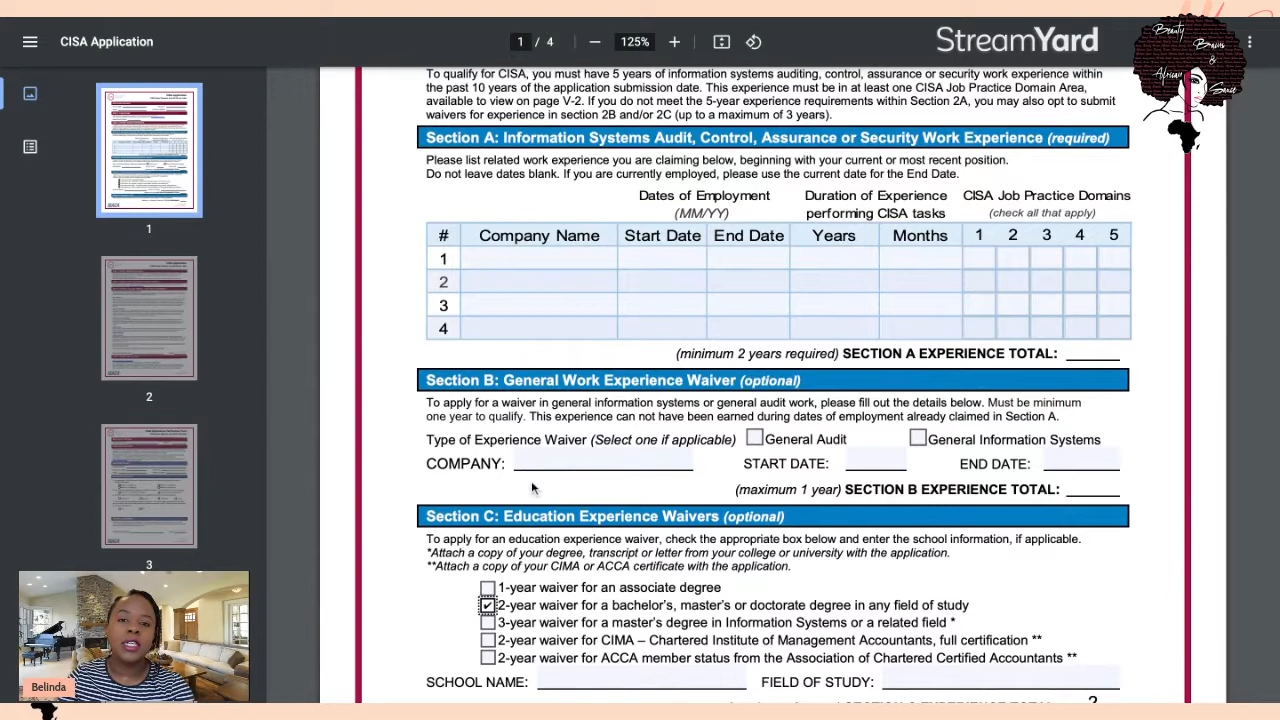 CISA Application
4
125%
StreamYard
Beauty
Brains
&
African
Sauce
the CISA, you must have 5 years of information systems auditing, control, assurance or security work experience within
the past 10 years of the application submission date. This experience must be in at least one CISA Job Practice Domain Area,
available to view on page V-2. If you do not meet the 5-year experience requirements within Section 2A, you may also opt to submit
waivers for experience in section 2B and/or 2C (up to a maximum of 3 years).
Section A: Information Systems Audit, Control, Assurance or Security Work Experience (required)
Please list related work experience you are claiming below, beginning with your current or most recent position.
Do not leave dates blank. If you are currently employed, please use the current date for the End Date.
Dates of Employment Duration of Experience CISA Job Practice Domains
(MM/YY) performing CISA tasks (check all that apply)
# Company Name Start Date End Date Years Months 1 2 3 4 5
1
2
3
4
(minimum 2 years required) SECTION A EXPERIENCE TOTAL:
Section B: General Work Experience Waiver (optional)
To apply for a waiver in general information systems or general audit work, please fill out the details below. Must be minimum
one year to qualify. This experience can not have been earned during dates of employment already claimed in Section A.
Type of Experience Waiver (Select one if applicable) General Audit General Information Systems
COMPANY: START DATE: END DATE:
(maximum 1 year) SECTION B EXPERIENCE TOTAL:
Section C: Education Experience Waivers (optional)
To apply for an education experience waiver, check the appropriate box below and enter the school information, if applicable.
*Attach a copy of your degree, transcript or letter from your college or university with the application.
**Attach a copy of your CIMA or ACCA certificate with the application.
1-year waiver for an associate degree
2-year waiver for a bachelor's, master's or doctorate degree in any field of study
3-year waiver for a master's degree in Information Systems or a related field *
2-year waiver for CIMA – Chartered Institute of Management Accountants, full certification **
2-year waiver for ACCA member status from the Association of Chartered Certified Accountants **
SCHOOL NAME: FIELD OF STUDY:
2
1
2
3
Belinda